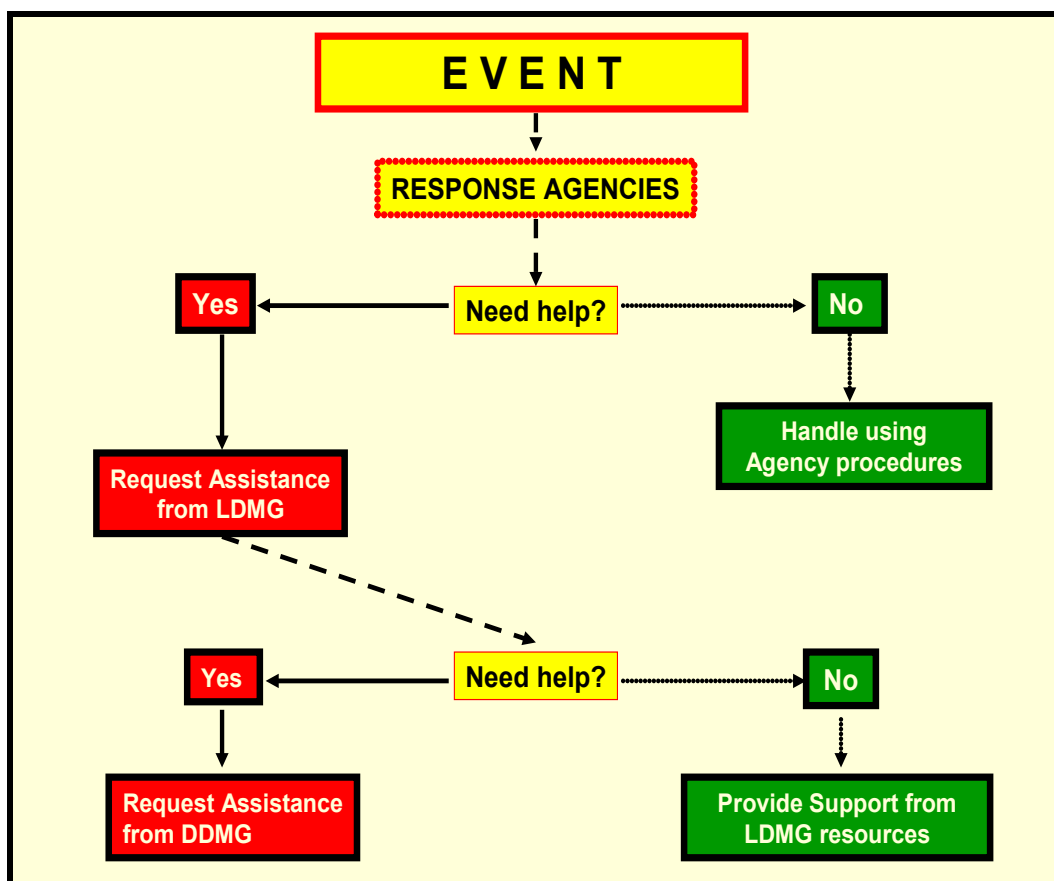 E V E N T
RESPONSE AGENCIES
Need help?
Yes
No
Handle using
Agency procedures
Request Assistance
from LDMG
Need help?
Yes
No
Request Assistance
from DDMG
Provide Support from
LDMG resources